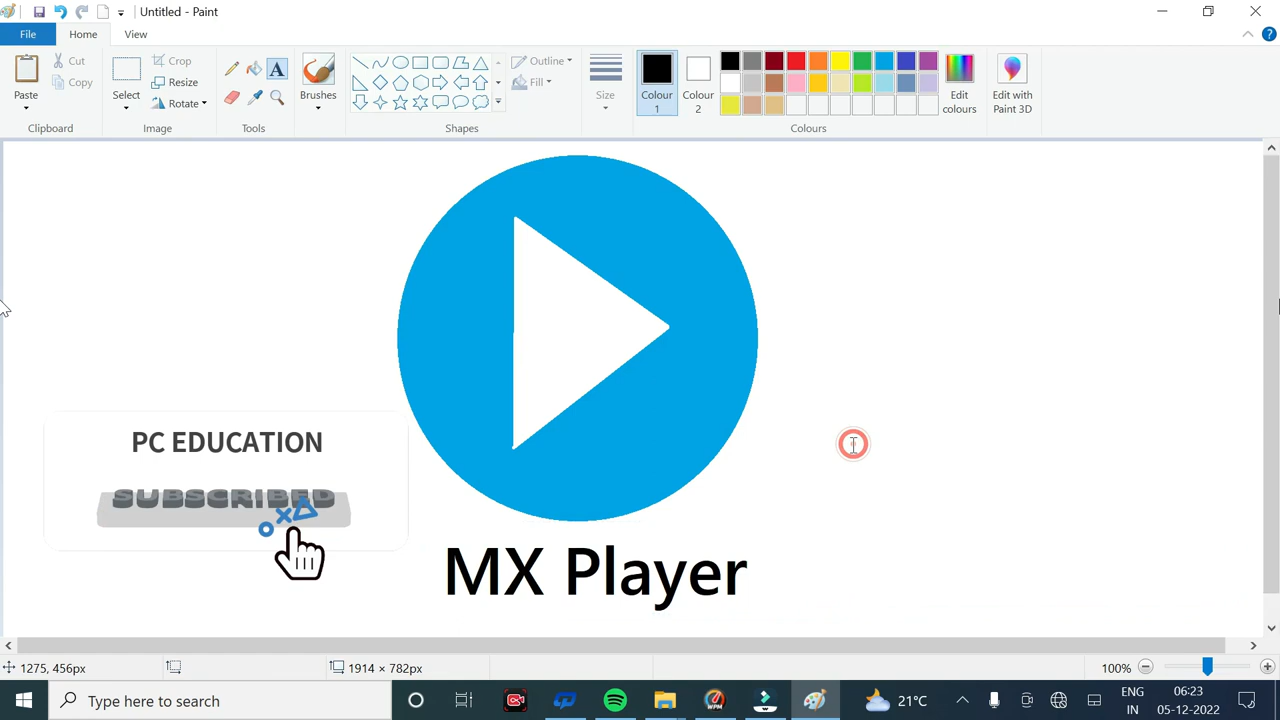 Untitled - Paint
File Home View
Paste
Cut
Copy
Clipboard
Select
Crop
Resize
Rotate
Image
A
Tools
Brushes
Outline
Fill
Shapes
Size
Colour 1
Colour 2
Edit colours
Colours
Edit with Paint 3D
PC EDUCATION
SUBSCRIBED
MX Player
1275, 456px
1914 × 782px
100%
Type here to search
WPM
21°C
ENG
IN
06:23
05-12-2022